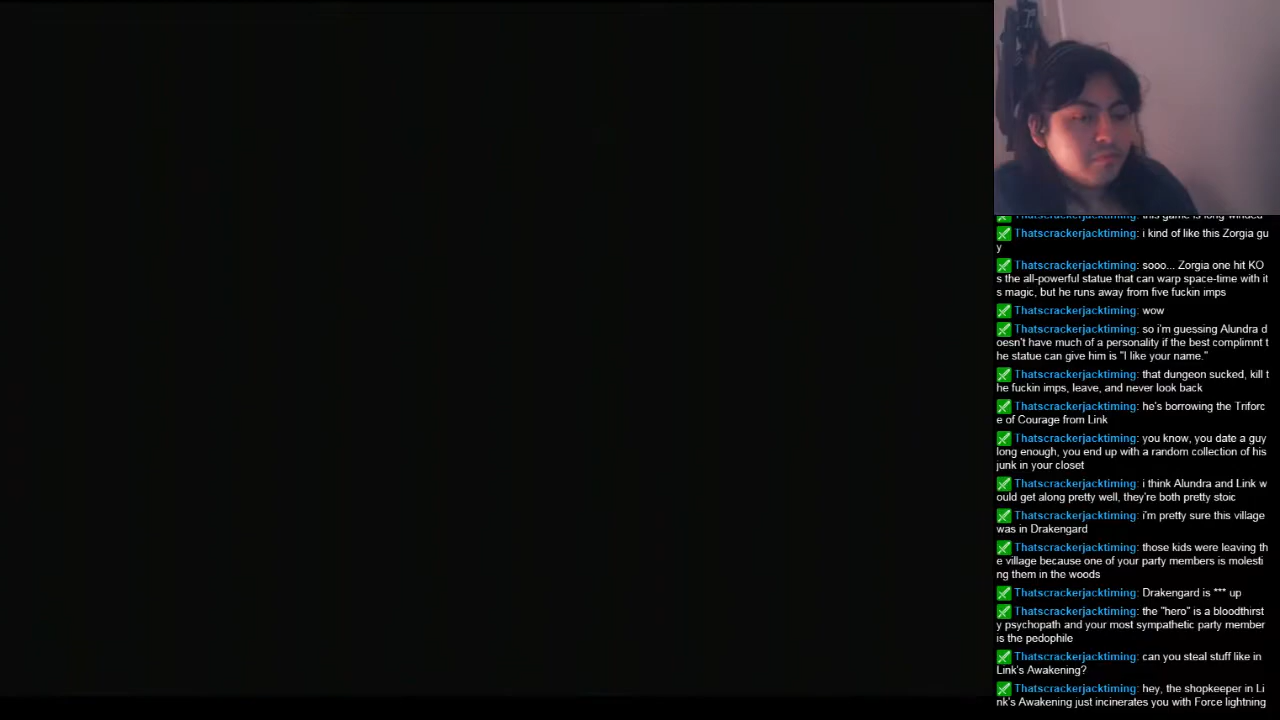 Thatscrackerjacktiming: this game is long-winded
Thatscrackerjacktiming: i kind of like this Zorgia gu
y
Thatscrackerjacktiming: sooo... Zorgia one hit KO
s the all-powerful statue that can warp space-time with it
s magic, but he runs away from five fuckin imps
Thatscrackerjacktiming: wow
Thatscrackerjacktiming: so i'm guessing Alundra d
oesn't have much of a personality if the best complimnt t
he statue can give him is "I like your name."
Thatscrackerjacktiming: that dungeon sucked, kill t
he fuckin imps, leave, and never look back
Thatscrackerjacktiming: he's borrowing the Triforc
e of Courage from Link
Thatscrackerjacktiming: you know, you date a guy
long enough, you end up with a random collection of his
junk in your closet
Thatscrackerjacktiming: i think Alundra and Link w
ould get along pretty well, they're both pretty stoic
Thatscrackerjacktiming: i'm pretty sure this village
was in Drakengard
Thatscrackerjacktiming: those kids were leaving th
e village because one of your party members is molesti
ng them in the woods
Thatscrackerjacktiming: Drakengard is *** up
Thatscrackerjacktiming: the "hero" is a bloodthirst
y psychopath and your most sympathetic party member
is the pedophile
Thatscrackerjacktiming: can you steal stuff like in
Link's Awakening?
Thatscrackerjacktiming: hey, the shopkeeper in Li
nk's Awakening just incinerates you with Force lightning